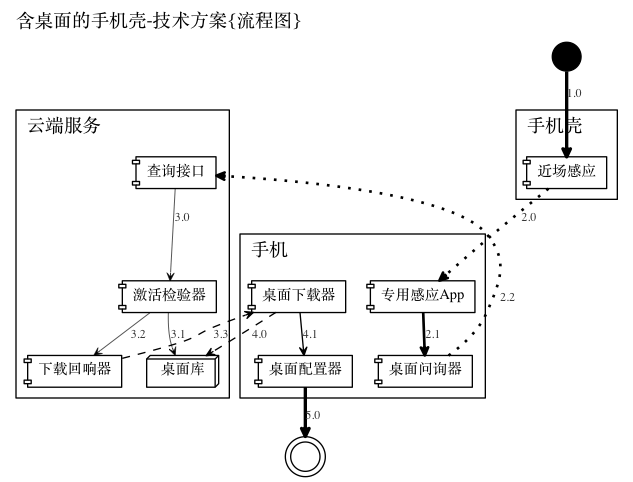 含桌面的手机壳-技术方案{流程图}
1.0
云端服务
手机壳
查询接口
近场感应
3.0
2.0
手机
激活检验器
桌面下载器
专用感应App
2.2
3.2
3.1
3.3
4.0
4.1
2.1
下载回响器
桌面库
桌面配置器
桌面问询器
5.0